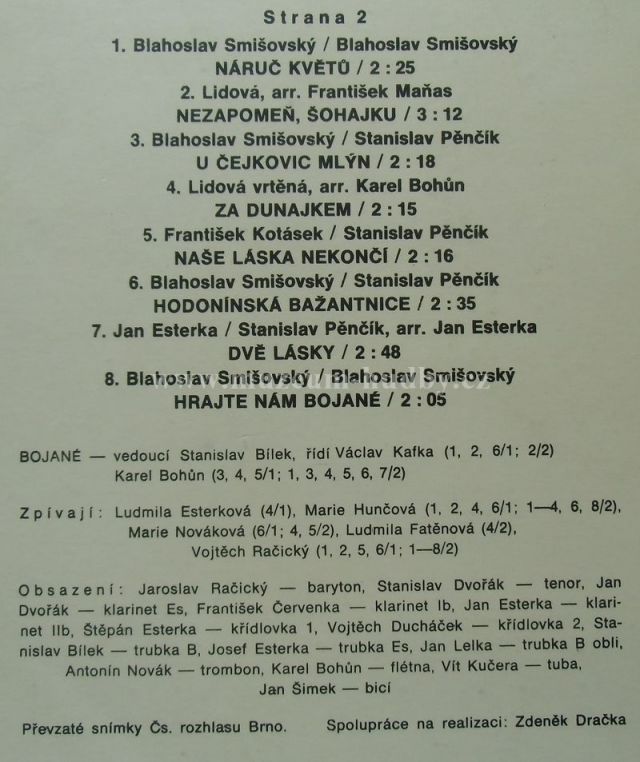 Strana 2
1. Blahoslav Smišovský / Blahoslav Smišovský
NÁRUČ KVĚTŮ / 2 : 25
2. Lidová, arr. František Maňas
NEZAPOMEŇ, ŠOHAJKU / 3 : 12
3. Blahoslav Smišovský / Stanislav Pěnčík
U ČEJKOVIC MLÝN / 2 : 18
4. Lidová vrtěná, arr. Karel Bohůn
ZA DUNAJKEM / 2 : 15
5. František Kotásek / Stanislav Pěnčík
NAŠE LÁSKA NEKONČÍ / 2 : 16
6. Blahoslav Smišovský / Stanislav Pěnčík
HODONÍNSKÁ BAŽANTNICE / 2 : 35
7. Jan Esterka / Stanislav Pěnčík, arr. Jan Esterka
DVĚ LÁSKY / 2 : 48
www.muzeum-hudby.cz
8. Blahoslav Smišovský / Blahoslav Smišovský
HRAJTE NÁM BOJANÉ / 2 : 05
BOJANÉ — vedoucí Stanislav Bílek, řídí Václav Kafka (1, 2, 6/1; 2/2)
Karel Bohůn (3, 4, 5/1; 1, 3, 4, 5, 6, 7/2)
Zpívají: Ludmila Esterková (4/1), Marie Hunčová (1, 2, 4, 6/1; 1—4, 6, 8/2),
Marie Nováková (6/1; 4, 5/2), Ludmila Fatěnová (4/2),
Vojtěch Račický (1, 2, 5, 6/1; 1—8/2)
Obsazení: Jaroslav Račický — baryton, Stanislav Dvořák — tenor, Jan
Dvořák — klarinet Es, František Červenka — klarinet Ib, Jan Esterka — klari-
net IIb, Štěpán Esterka — křídlovka 1, Vojtěch Ducháček — křídlovka 2, Sta-
nislav Bílek — trubka B, Josef Esterka — trubka Es, Jan Lelka — trubka B obli,
Antonín Novák — trombon, Karel Bohůn — flétna, Vít Kučera — tuba,
Jan Šimek — bicí
Převzaté snímky Čs. rozhlasu Brno. Spolupráce na realizaci: Zdeněk Dračka